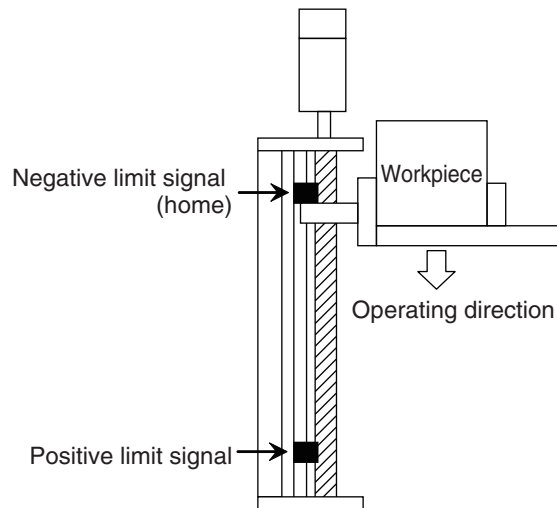 Negative limit signal
(home)
Workpiece
Operating direction
Positive limit signal